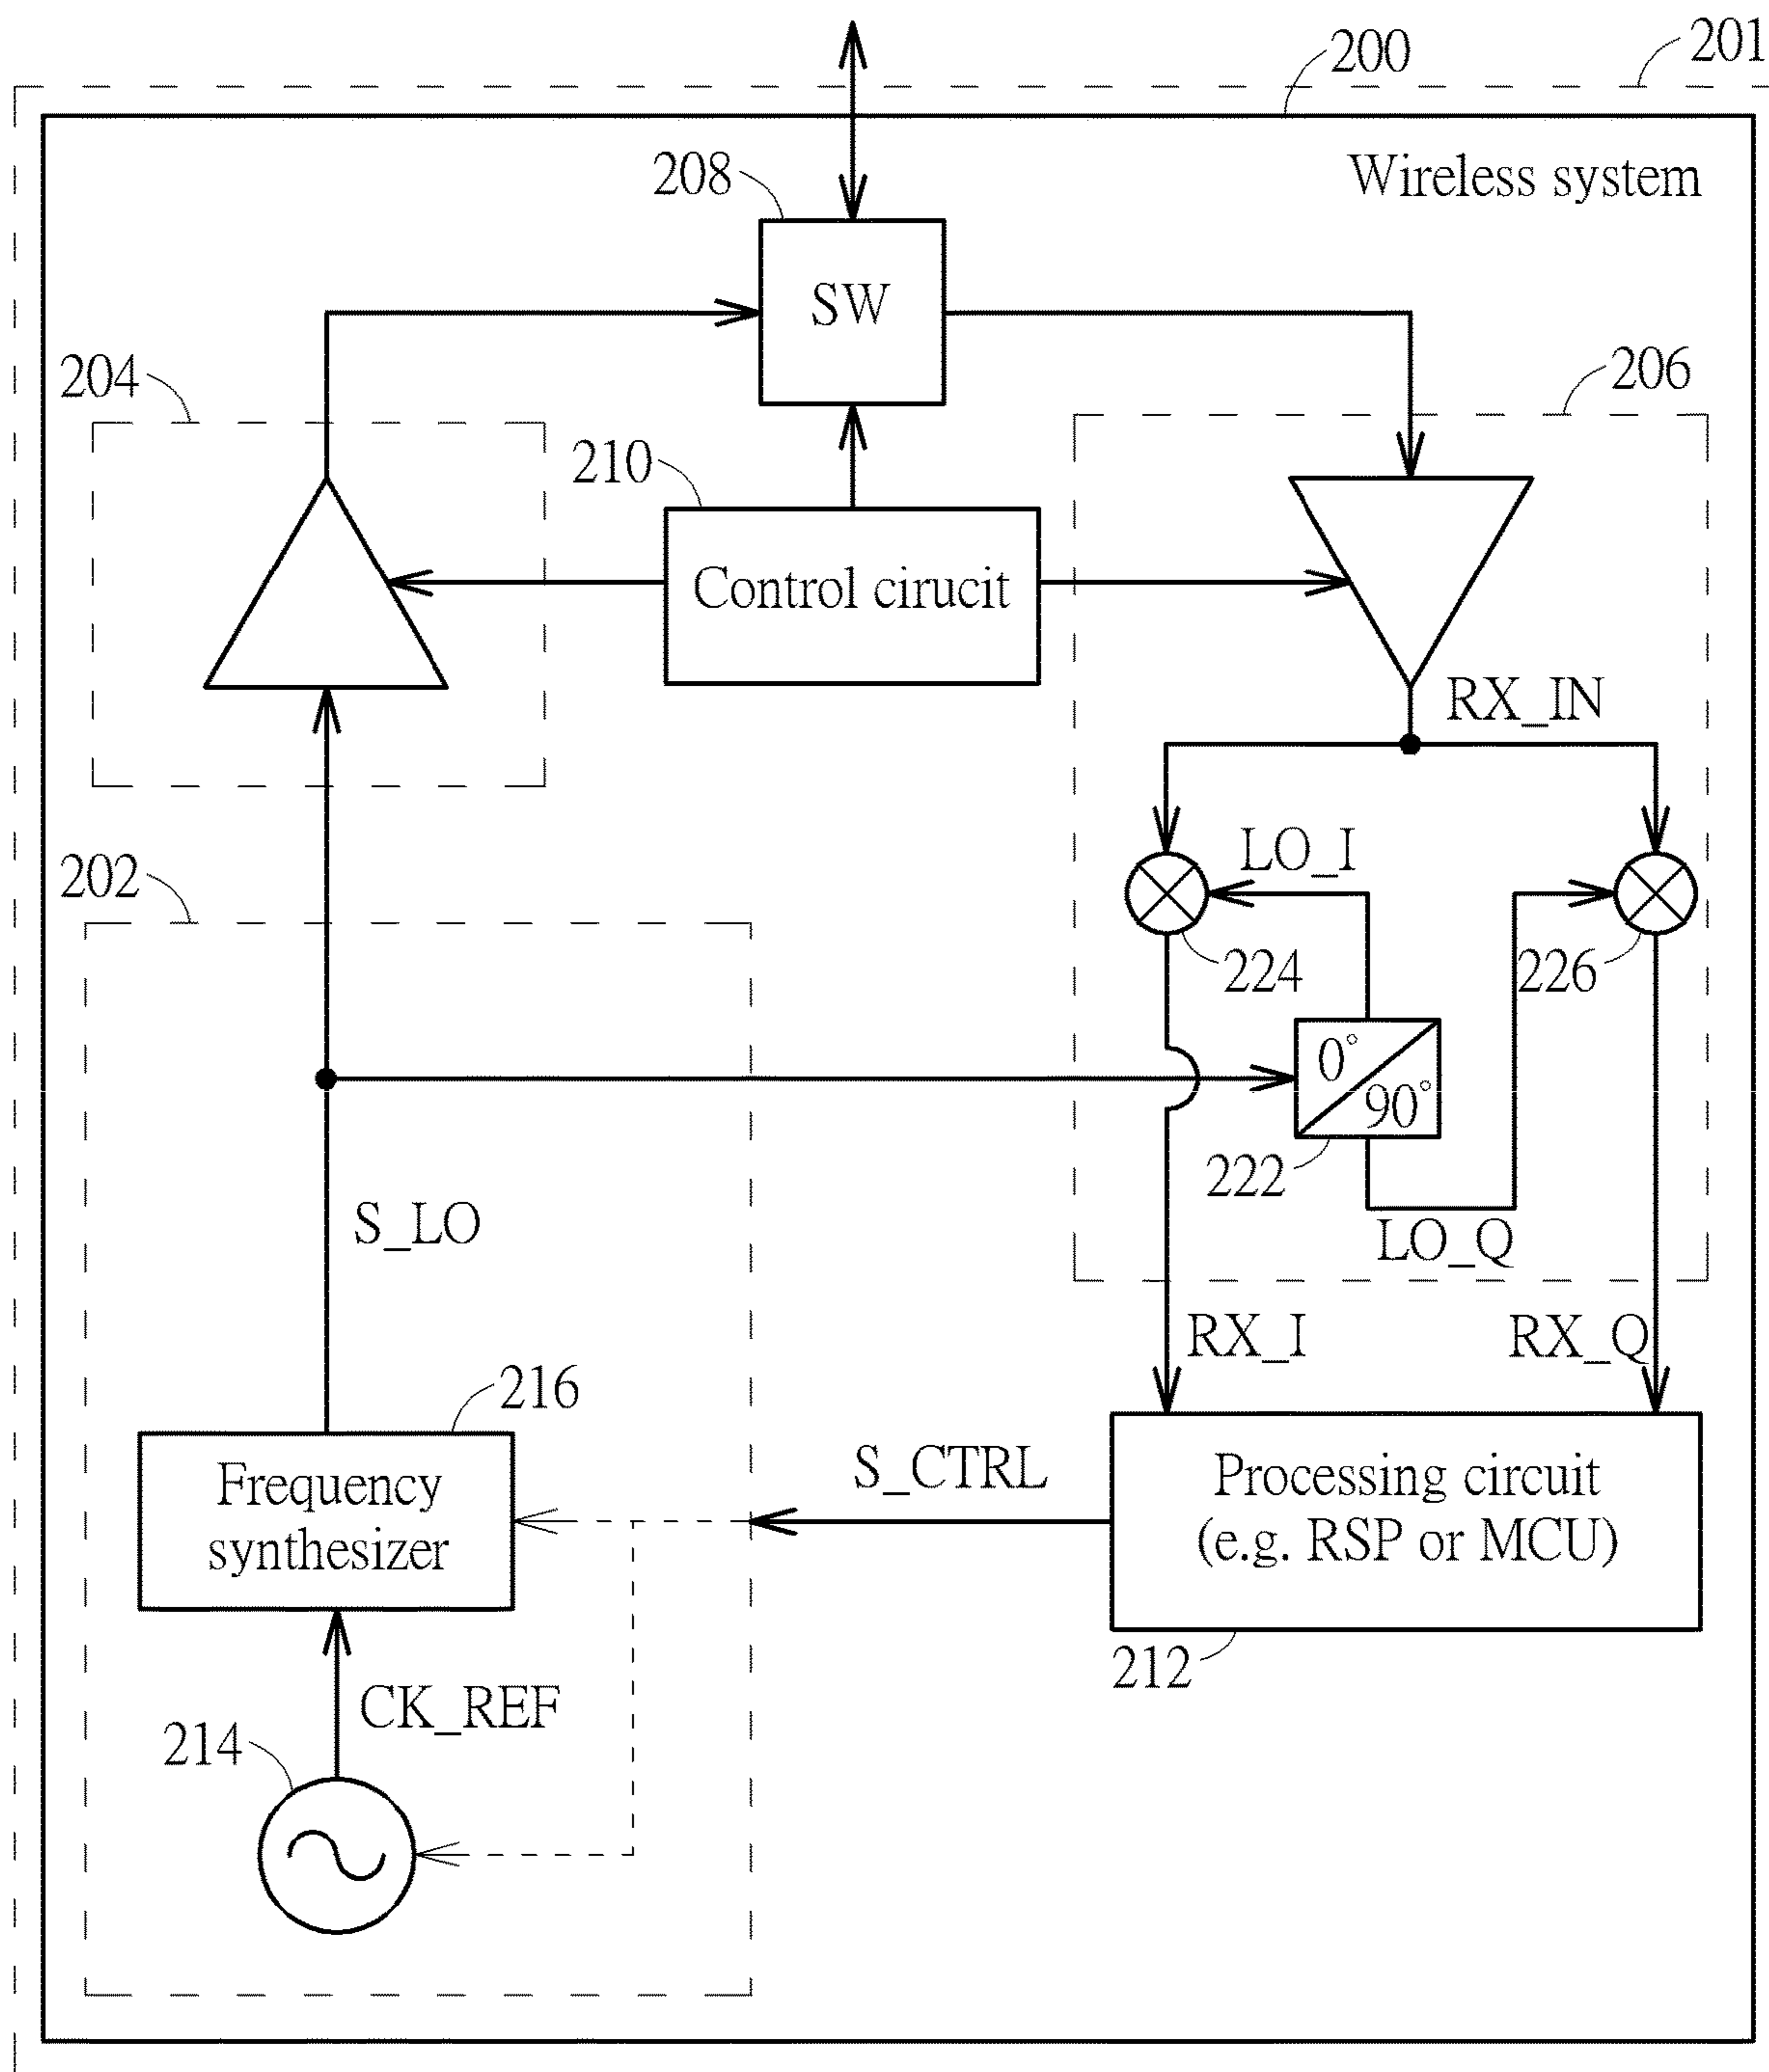 201
200
Wireless system
208
SW
204
206
210
Control cirucit
RX_IN
202
LO_I
224
226
0°
90°
222
S_LO
LO_Q
RX_I
RX_Q
216
Frequency
synthesizer
S_CTRL
Processing circuit
(e.g. RSP or MCU)
212
CK_REF
214